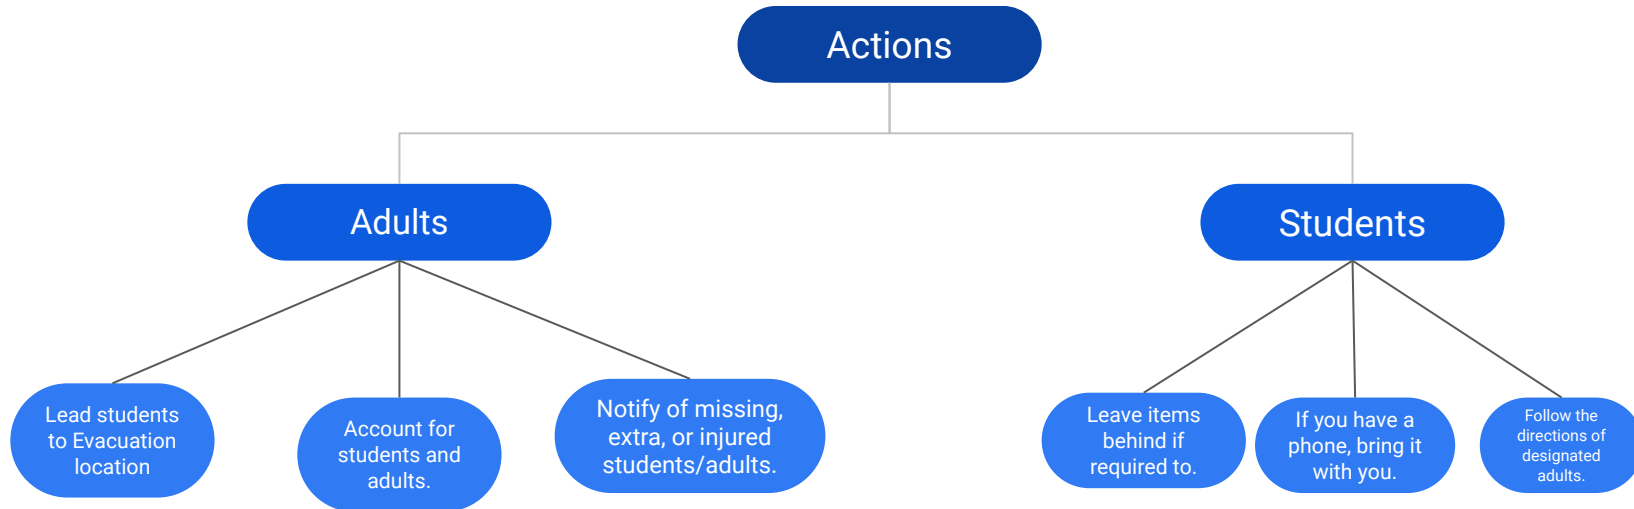 Actions
Adults
Students
Lead students
to Evacuation
location
Account for
students and
adults.
Notify of missing,
extra, or injured
students/adults.
Leave items
behind if
required to.
If you have a
phone, bring it
with you.
Follow the
directions of
designated
adults.